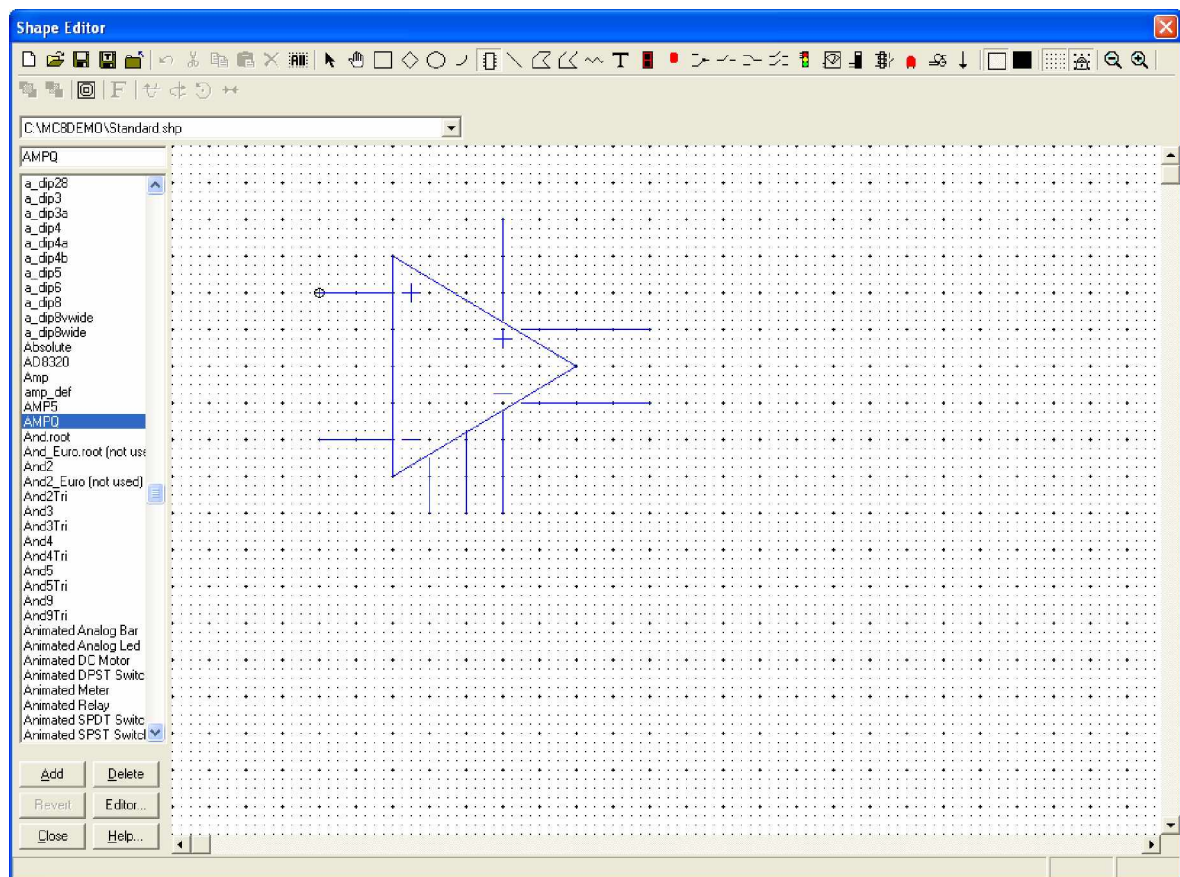 Shape Editor
C:\MC8DEMO\Standard.shp
AMPQ
a_dip28
a_dip3
a_dip3a
a_dip4
a_dip4a
a_dip4b
a_dip5
a_dip6
a_dip8
a_dip8vwide
a_dip8wide
Absolute
AD8320
Amp
amp_def
AMP5
AMPQ
And.root
And_Euro.root (not use
And2
And2_Euro (not used)
And2Tri
And3
And3Tri
And4
And4Tri
And5
And5Tri
And9
And9Tri
Animated Analog Bar
Animated Analog Led
Animated DC Motor
Animated DPST Switc
Animated Meter
Animated Relay
Animated SPDT Switc
Animated SPST Switcl
Add Delete
Revert Editor...
Close Help...